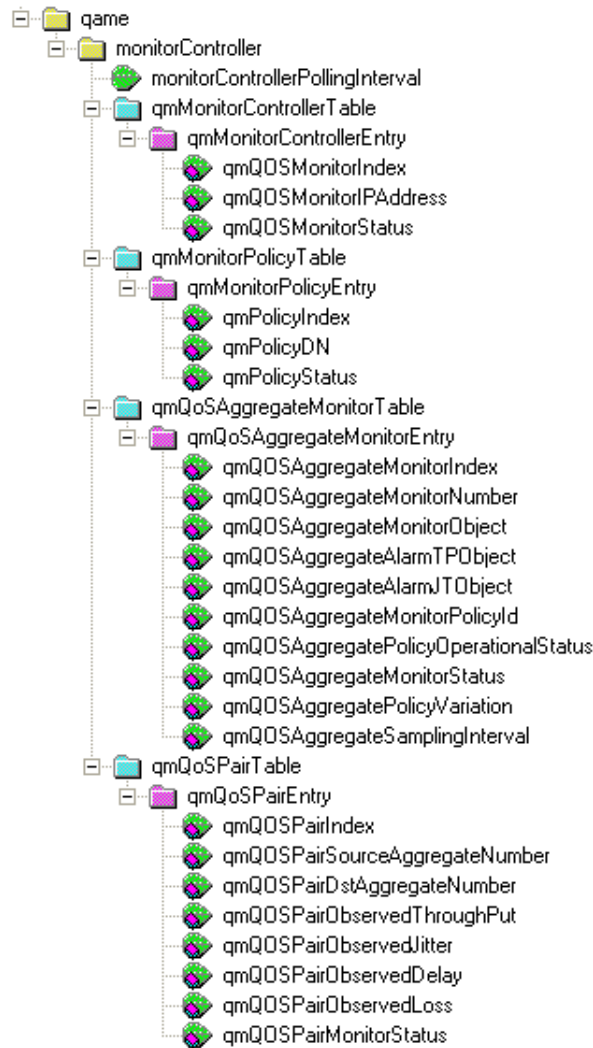 qame
monitorController
monitorControllerPollingInterval
qmMonitorControllerTable
qmMonitorControllerEntry
qmQOSMonitorIndex
qmQOSMonitorIPAddress
qmQOSMonitorStatus
qmMonitorPolicyTable
qmMonitorPolicyEntry
qmPolicyIndex
qmPolicyDN
qmPolicyStatus
qmQoSAggregateMonitorTable
qmQoSAggregateMonitorEntry
qmQOSAggregateMonitorIndex
qmQOSAggregateMonitorNumber
qmQOSAggregateMonitorObject
qmQOSAggregateAlarmTPObject
qmQOSAggregateAlarmJTObject
qmQOSAggregateMonitorPolicyId
qmQOSAggregatePolicyOperationalStatus
qmQOSAggregateMonitorStatus
qmQOSAggregatePolicyVariation
qmQOSAggregateSamplingInterval
qmQoSPairTable
qmQoSPairEntry
qmQOSPairIndex
qmQOSPairSourceAggregateNumber
qmQOSPairDstAggregateNumber
qmQOSPairObservedThroughPut
qmQOSPairObservedJitter
qmQOSPairObservedDelay
qmQOSPairObservedLoss
qmQOSPairMonitorStatus